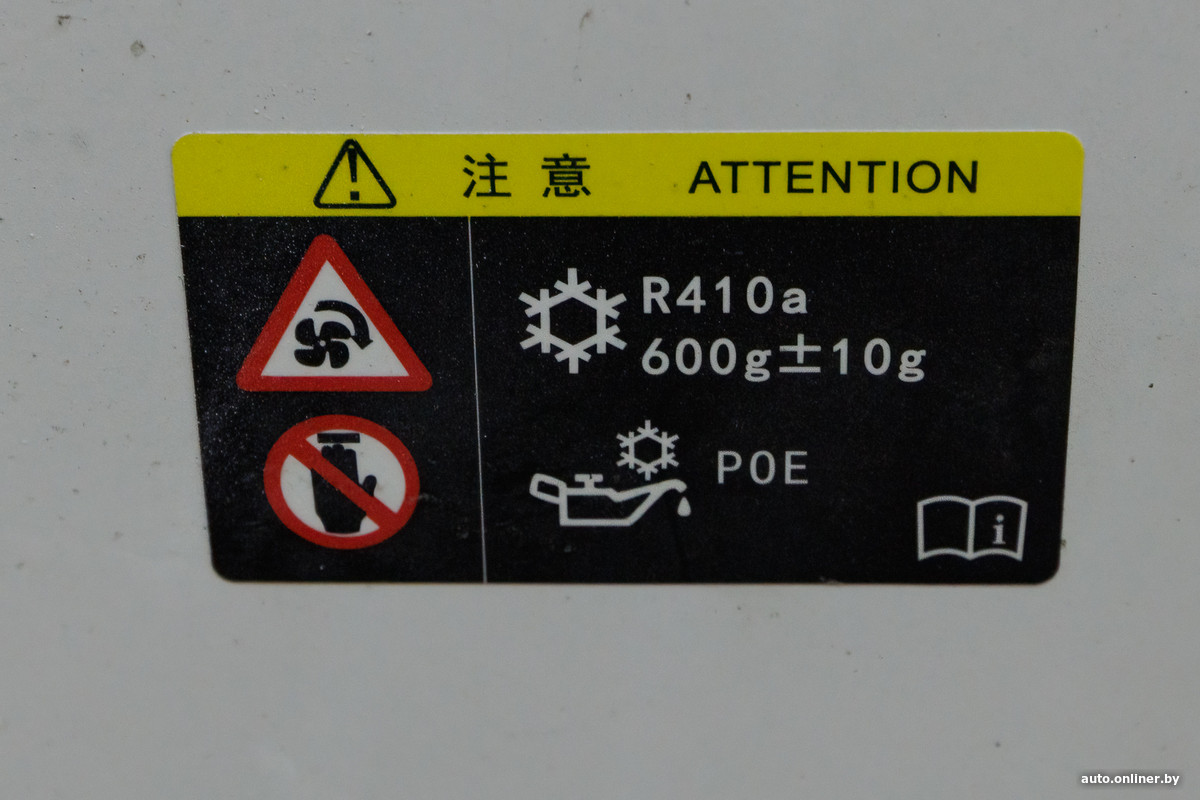 注 意 ATTENTION
R410a
600g±10g
POE
i
auto.onliner.by